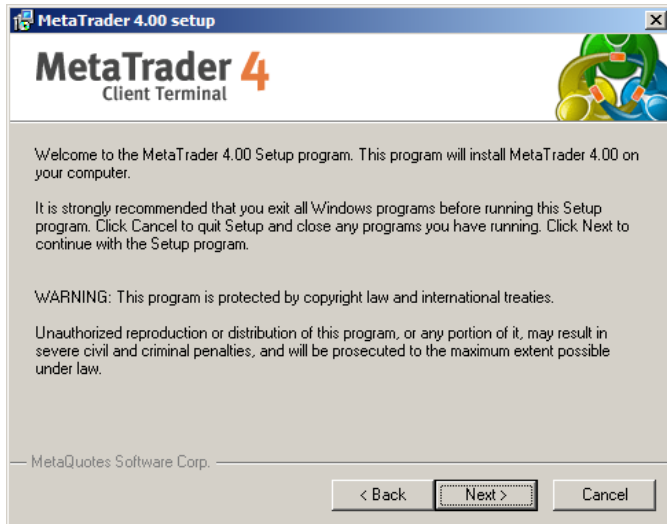 MetaTrader 4.00 setup
MetaTrader 4
Client Terminal
Welcome to the MetaTrader 4.00 Setup program. This program will install MetaTrader 4.00 on
your computer.
It is strongly recommended that you exit all Windows programs before running this Setup
program. Click Cancel to quit Setup and close any programs you have running. Click Next to
continue with the Setup program.
WARNING: This program is protected by copyright law and international treaties.
Unauthorized reproduction or distribution of this program, or any portion of it, may result in
severe civil and criminal penalties, and will be prosecuted to the maximum extent possible
under law.
MetaQuotes Software Corp.
< Back Next > Cancel